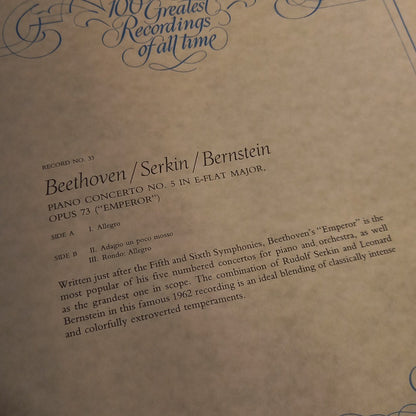 100 Greatest
Recordings
of all time
RECORD NO. 33
Beethoven/Serkin/Bernstein
PIANO CONCERTO NO. 5 IN E-FLAT MAJOR,
OPUS 73 ("EMPEROR")
SIDE A I. Allegro
SIDE B II. Adagio un poco mosso
III. Rondo: Allegro
Written just after the Fifth and Sixth Symphonies, Beethoven's "Emperor" is the
most popular of his five numbered concertos for piano and orchestra, as well
as the grandest one in scope. The combination of Rudolf Serkin and Leonard
Bernstein in this famous 1962 recording is an ideal blending of classically intense
and colorfully extroverted temperaments.